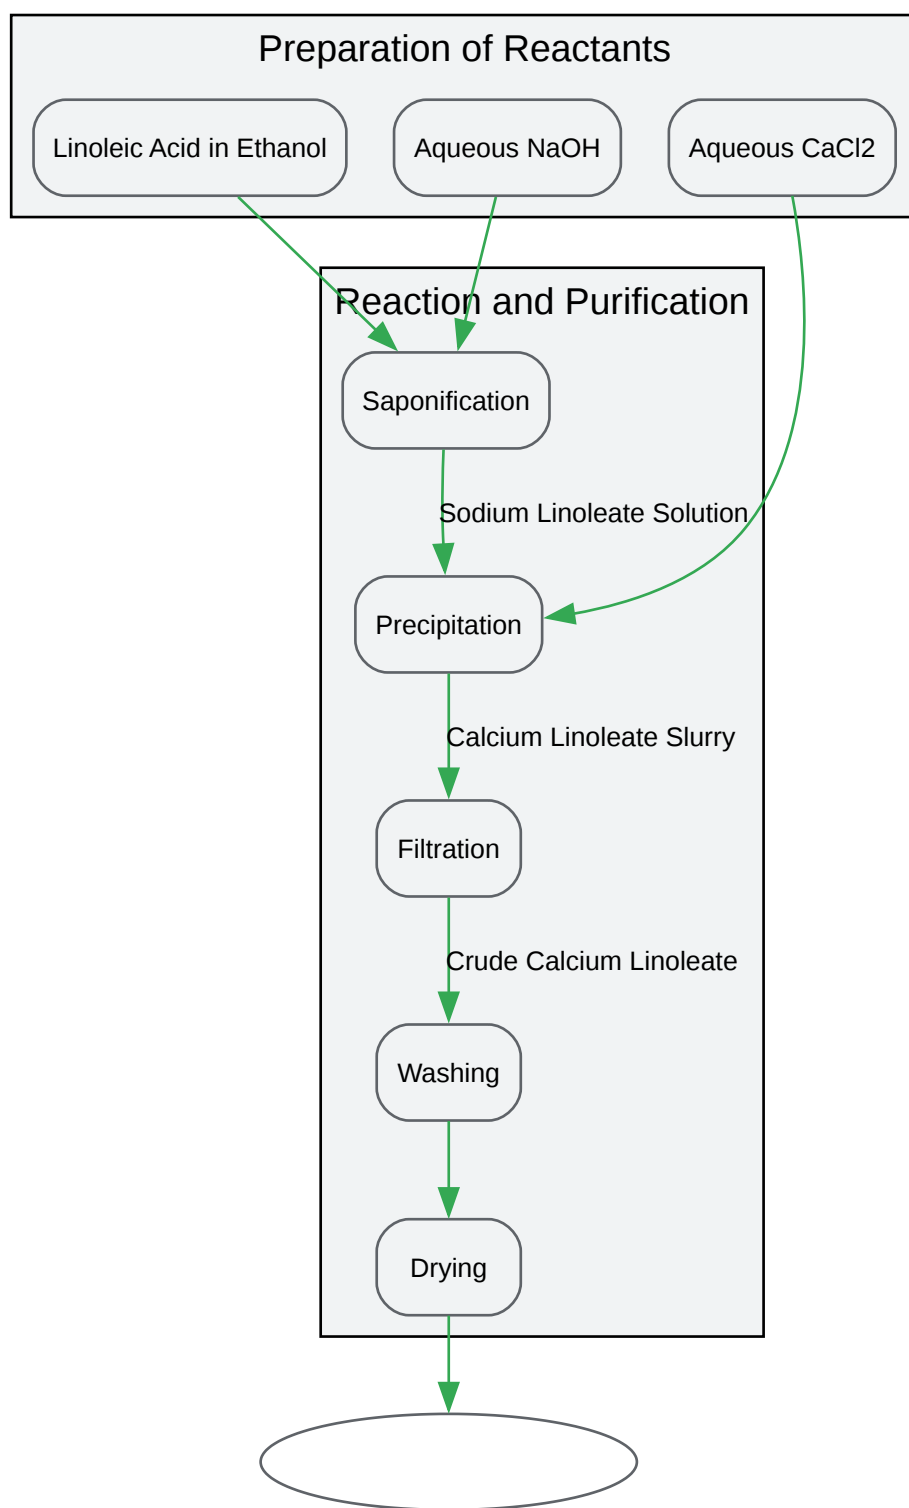 Preparation of Reactants
Linoleic Acid in Ethanol
Aqueous NaOH
Aqueous CaCl2
Reaction and Purification
Saponification
Sodium Linoleate Solution
Precipitation
Calcium Linoleate Slurry
Filtration
Crude Calcium Linoleate
Washing
Drying